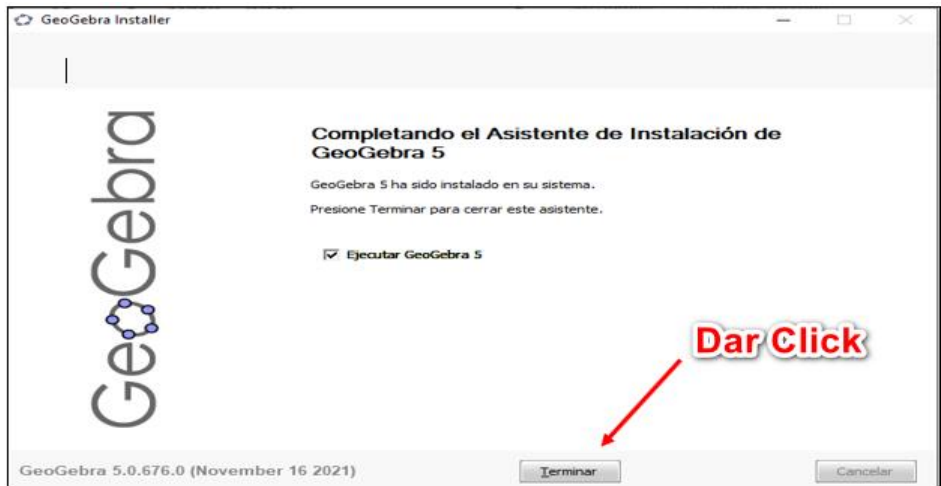 GeoGebra Installer
GeoGebra
Completando el Asistente de Instalación de
GeoGebra 5
GeoGebra 5 ha sido instalado en su sistema.
Presione Terminar para cerrar este asistente.
Ejecutar GeoGebra 5
Dar Click
GeoGebra 5.0.676.0 (November 16 2021)
Terminar
Cancelar